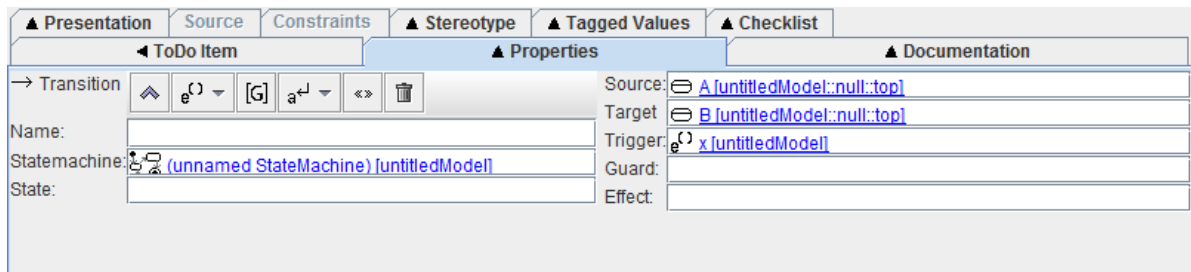 Presentation Source Constraints Stereotype Tagged Values Checklist
ToDo Item Properties Documentation
Transition e() [G] a «»
Name:
Statemachine: (unnamed StateMachine) [untitledModel]
State:
Source: A [untitledModel::null::top]
Target B [untitledModel::null::top]
Trigger: e() x [untitledModel]
Guard:
Effect: